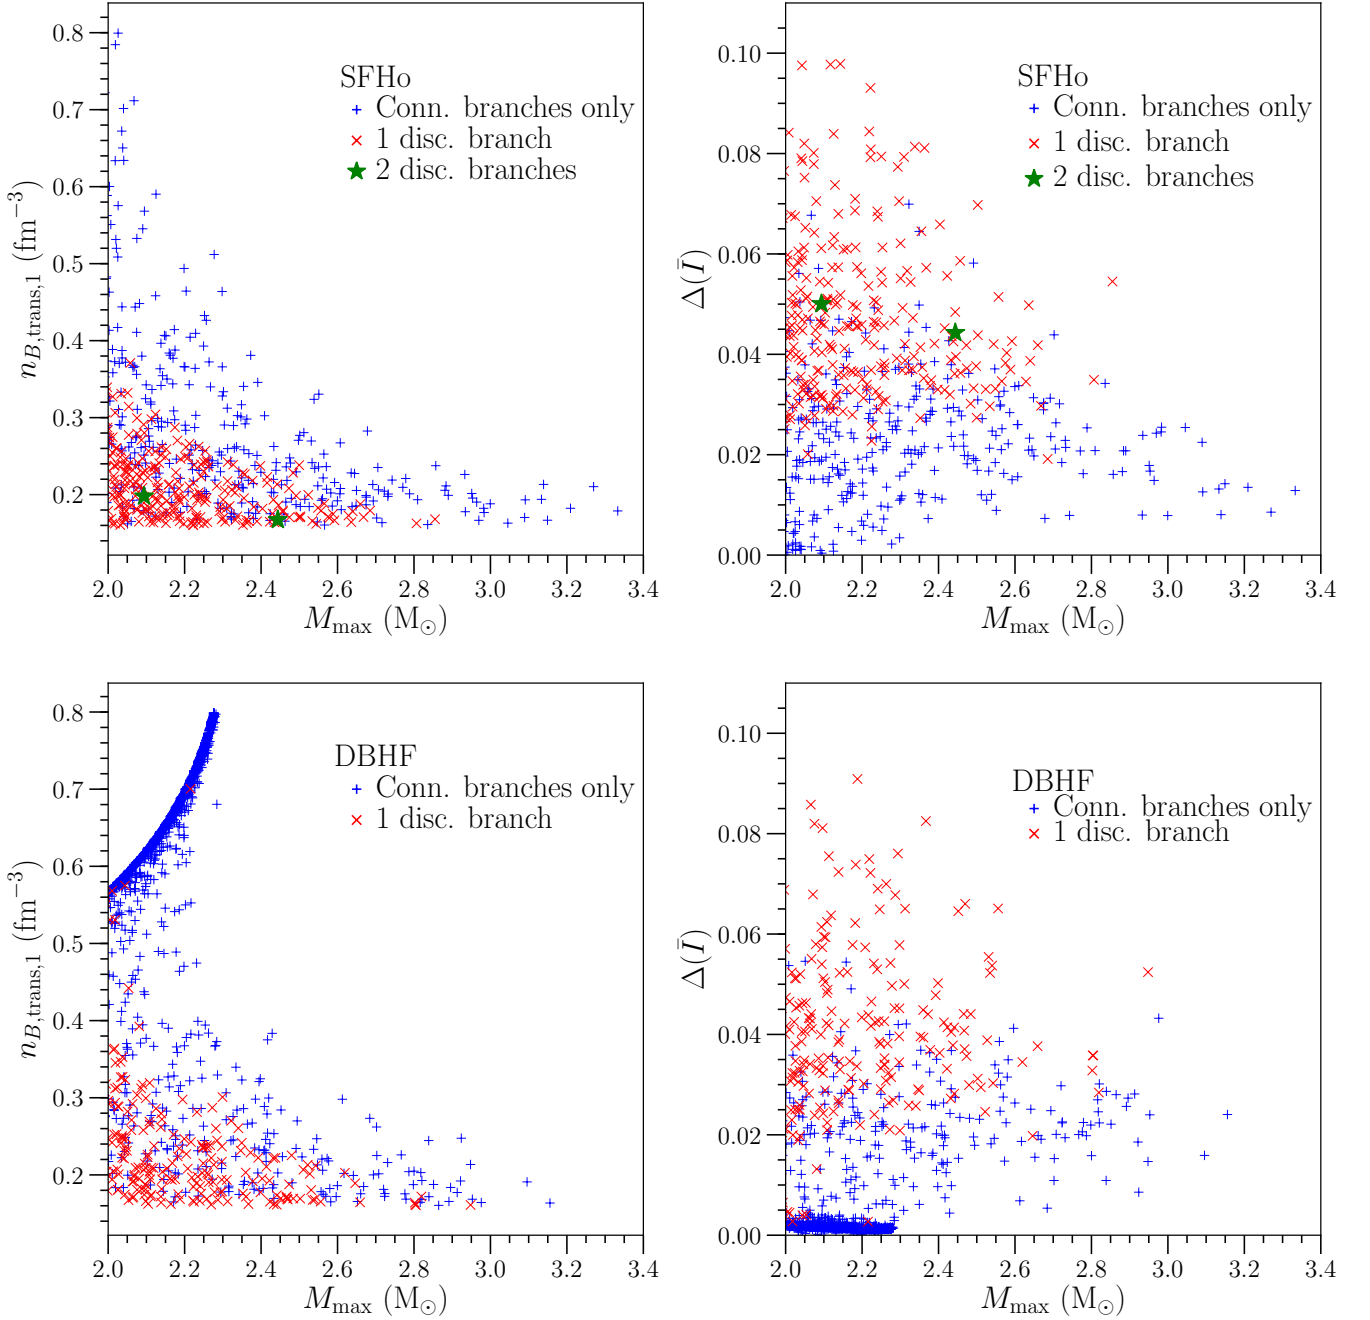 0.8
0.7
0.6
0.5
0.4
0.3
0.2
n_{B,trans,1} (fm^{−3})
SFHo
Conn. branches only
1 disc. branch
2 disc. branches
2.0 2.2 2.4 2.6 2.8 3.0 3.2 3.4
M_max (M_⊙)
0.10
0.08
0.06
0.04
0.02
0.00
Δ(Ī)
SFHo
Conn. branches only
1 disc. branch
2 disc. branches
2.0 2.2 2.4 2.6 2.8 3.0 3.2 3.4
M_max (M_⊙)
0.8
0.7
0.6
0.5
0.4
0.3
0.2
n_{B,trans,1} (fm^{−3})
DBHF
Conn. branches only
1 disc. branch
2.0 2.2 2.4 2.6 2.8 3.0 3.2 3.4
M_max (M_⊙)
0.10
0.08
0.06
0.04
0.02
0.00
Δ(Ī)
DBHF
Conn. branches only
1 disc. branch
2.0 2.2 2.4 2.6 2.8 3.0 3.2 3.4
M_max (M_⊙)